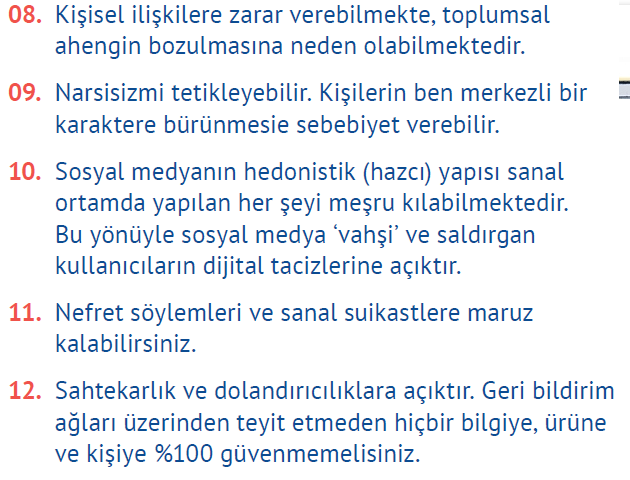 08. Kişisel ilişkilere zarar verebilmekte, toplumsal
ahengin bozulmasına neden olabilmektedir.
09. Narsisizmi tetikleyebilir. Kişilerin ben merkezli bir
karaktere bürünmesie sebebiyet verebilir.
10. Sosyal medyanın hedonistik (hazcı) yapısı sanal
ortamda yapılan her şeyi meşru kılabilmektedir.
Bu yönüyle sosyal medya ‘vahşi’ ve saldırgan
kullanıcıların dijital tacizlerine açıktır.
11. Nefret söylemleri ve sanal suikastlere maruz
kalabilirsiniz.
12. Sahtekarlık ve dolandırıcılıklara açıktır. Geri bildirim
ağları üzerinden teyit etmeden hiçbir bilgiye, ürüne
ve kişiye %100 güvenmemelisiniz.